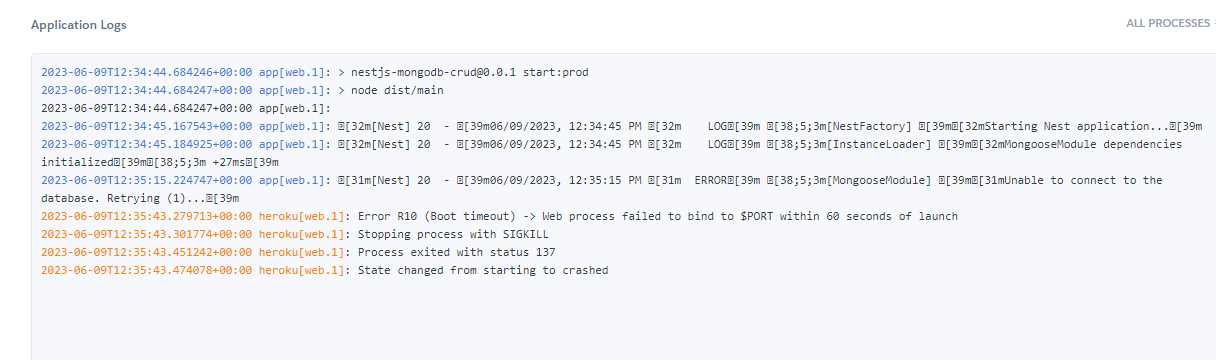 Application Logs
ALL PROCESSES
2023-06-09T12:34:44.684246+00:00 app[web.1]: > nestjs-mongodb-crud@0.0.1 start:prod
2023-06-09T12:34:44.684247+00:00 app[web.1]: > node dist/main
2023-06-09T12:34:44.684247+00:00 app[web.1]:
2023-06-09T12:34:45.167543+00:00 app[web.1]: [32m[Nest] 20 - [39m06/09/2023, 12:34:45 PM [32m LOG[39m [38;5;3m[NestFactory] [39m[32mStarting Nest application...[39m
2023-06-09T12:34:45.184925+00:00 app[web.1]: [32m[Nest] 20 - [39m06/09/2023, 12:34:45 PM [32m LOG[39m [38;5;3m[InstanceLoader] [39m[32mMongooseModule dependencies
initialized[39m[38;5;3m +27ms[39m
2023-06-09T12:35:15.224747+00:00 app[web.1]: [31m[Nest] 20 - [39m06/09/2023, 12:35:15 PM [31m ERROR[39m [38;5;3m[MongooseModule] [39m[31mUnable to connect to the
database. Retrying (1)...[39m
2023-06-09T12:35:43.279713+00:00 heroku[web.1]: Error R10 (Boot timeout) -> Web process failed to bind to $PORT within 60 seconds of launch
2023-06-09T12:35:43.301774+00:00 heroku[web.1]: Stopping process with SIGKILL
2023-06-09T12:35:43.451242+00:00 heroku[web.1]: Process exited with status 137
2023-06-09T12:35:43.474078+00:00 heroku[web.1]: State changed from starting to crashed